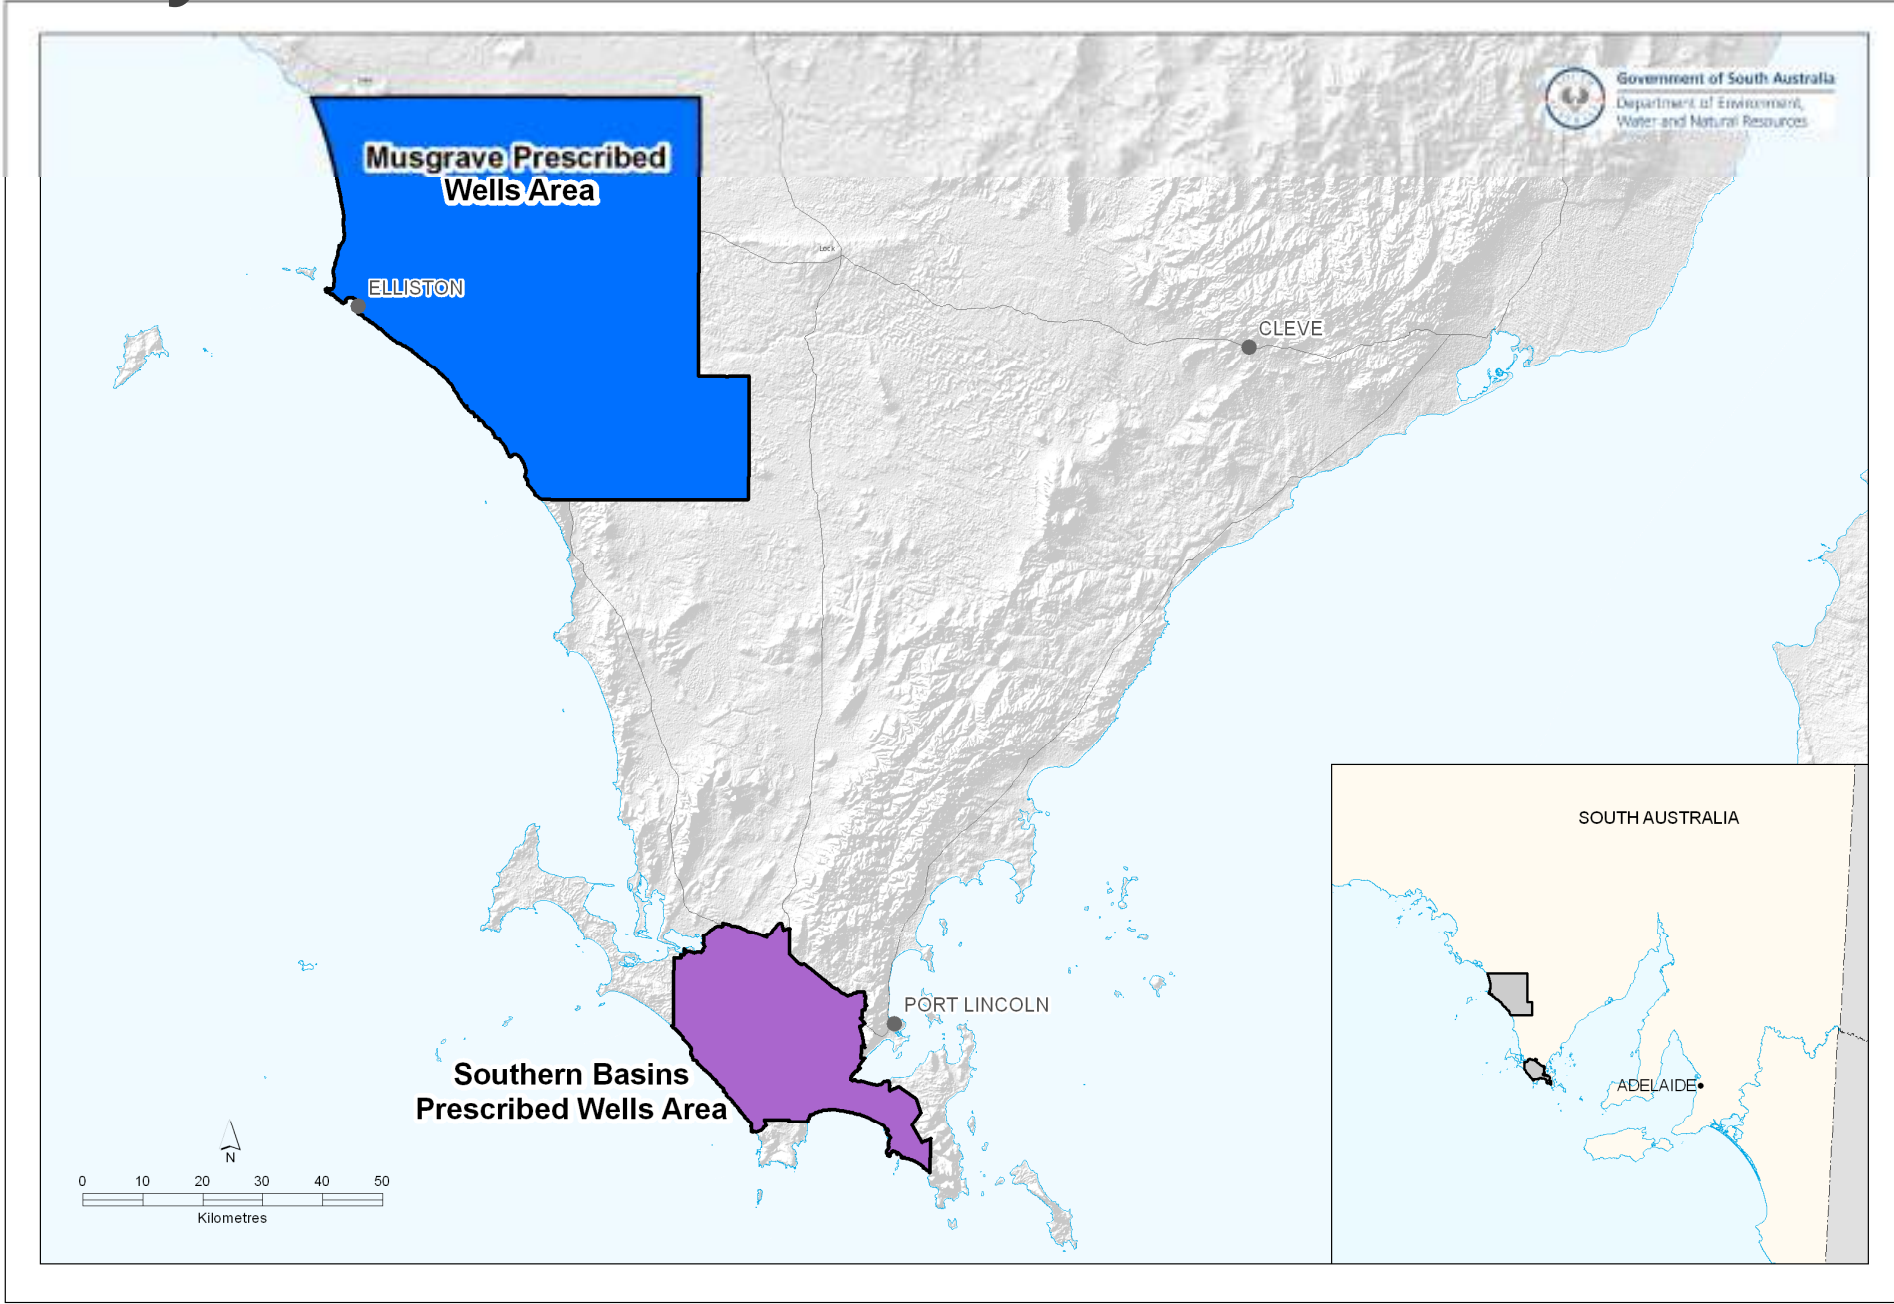 Government of South Australia
Department of Environment,
Water and Natural Resources
Musgrave Prescribed
Wells Area
Lock
ELLISTON
CLEVE
PORT LINCOLN
Southern Basins
Prescribed Wells Area
N
0 10 20 30 40 50
Kilometres
SOUTH AUSTRALIA
ADELAIDE